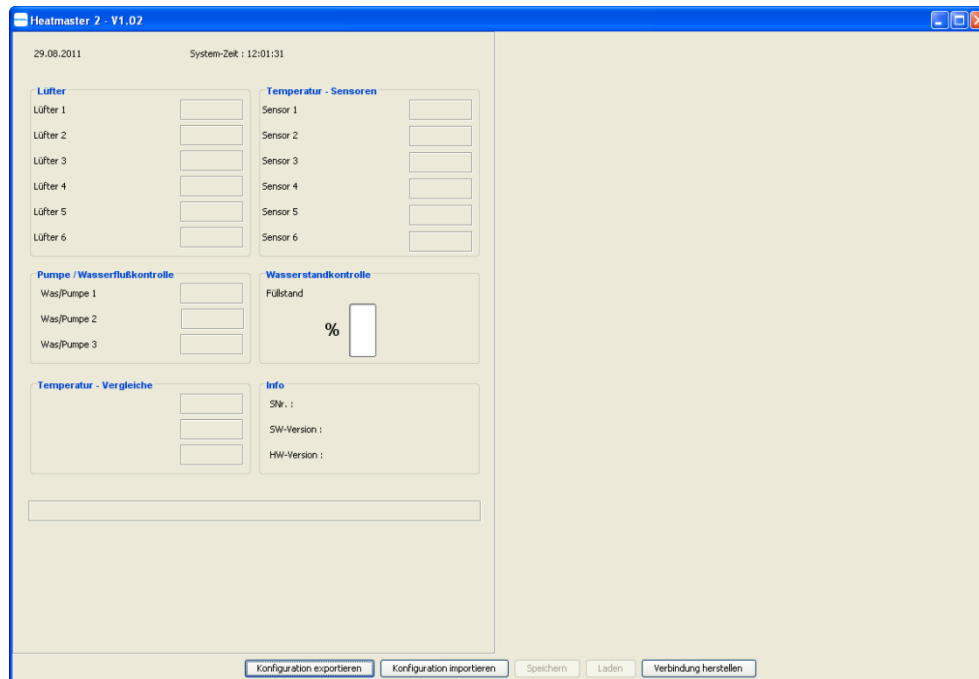 Heatmaster 2 - V1.02
29.08.2011 System-Zeit : 12:01:31
Lüfter
Lüfter 1
Lüfter 2
Lüfter 3
Lüfter 4
Lüfter 5
Lüfter 6
Temperatur - Sensoren
Sensor 1
Sensor 2
Sensor 3
Sensor 4
Sensor 5
Sensor 6
Pumpe / Wasserflußkontrolle
Was/Pumpe 1
Was/Pumpe 2
Was/Pumpe 3
Wasserstandkontrolle
Füllstand
%
Temperatur - Vergleiche
Info
SNr. :
SW-Version :
HW-Version :
Konfiguration exportieren Konfiguration importieren Speichern Laden Verbindung herstellen